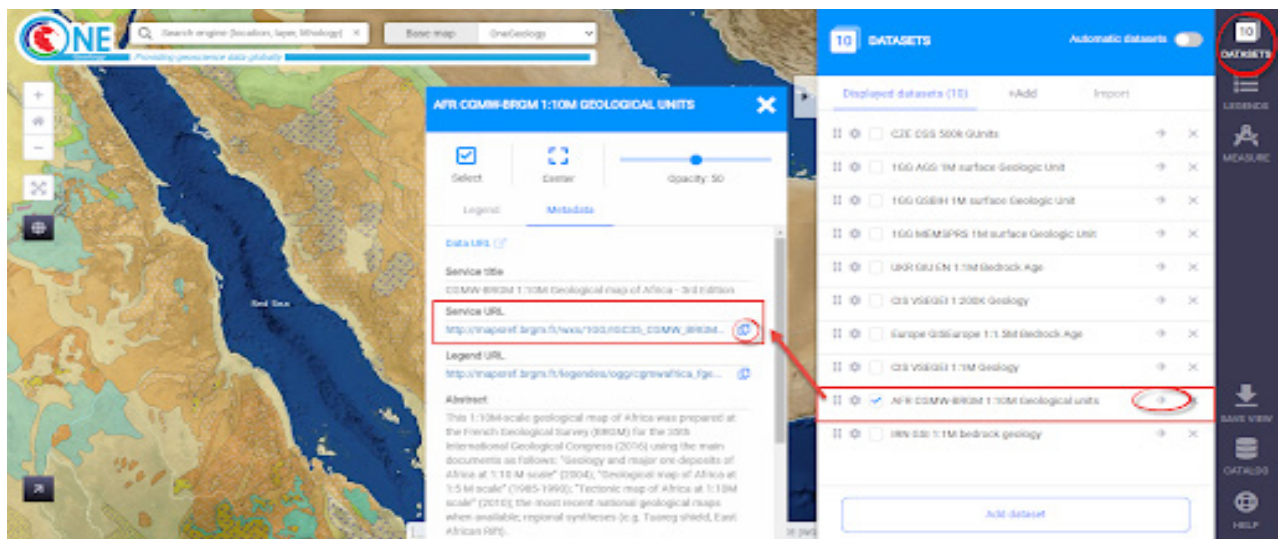 ONE
Geology
Providing geoscience data globally
Search engine (location, layer, lithology) ×
Base map OneGeology
Red Sea
AFR CGMW-BRGM 1:10M GEOLOGICAL UNITS
Select
Center
Opacity: 50
Legend
Metadata
Data URL
Service title
CGMW-BRGM 1:10M Geological map of Africa - 3rd Edition
Service URL
http://mapsref.brgm.fr/wxs/1GG/IGC35_CGMW_BRGM...
Legend URL
http://mapsref.brgm.fr/legendes/ogg/cgmwafrica_fge...
Abstract
This 1:10M-scale geological map of Africa was prepared at
the French Geological Survey (BRGM) for the 35th
International Geological Congress (2016) using the main
documents as follows: "Geology and major ore deposits of
Africa at 1:10 M scale" (2004); "Geological map of Africa at
1:5 M scale" (1985-1990); "Tectonic map of Africa at 1:10M
scale" (2010); the most recent national geological maps
when available; regional syntheses (e.g. Tuareg shield, East
African Rift).
10 DATASETS
Automatic datasets
Displayed datasets (10)
+Add
Import
CZE CGS 500k GUnits
1GG AGS 1M surface Geologic Unit
1GG GSBIH 1M surface Geologic Unit
1GG MEMSPRS 1M surface Geologic Unit
UKR GIU EN 1:1M Bedrock Age
CIS VSEGEI 1:200K Geology
Europe GISEurope 1:1.5M Bedrock Age
CIS VSEGEI 1:1M Geology
AFR CGMW-BRGM 1:10M Geological units
IRN GSI 1:1M bedrock geology
Add dataset
10
DATASETS
LEGENDS
MEASURE
SAVE VIEW
CATALOG
HELP